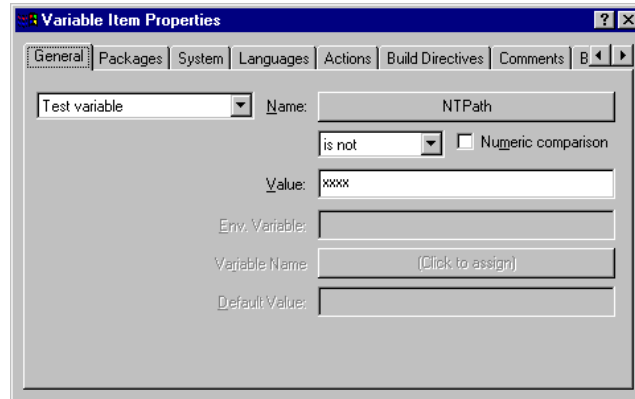 Variable Item Properties
General Packages System Languages Actions Build Directives Comments B
Test variable Name: NTPath
is not Numeric comparison
Value: xxxx
Env. Variable:
Variable Name (Click to assign)
Default Value: